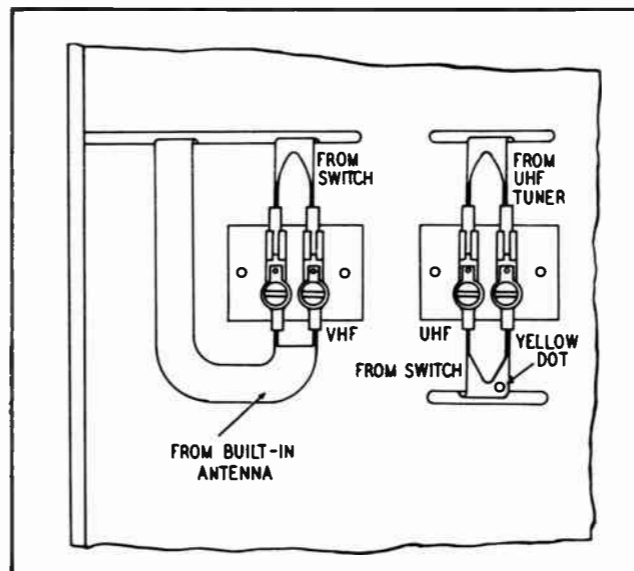 FROM
SWITCH
FROM
UHF
TUNER
VHF
UHF
YELLOW
DOT
FROM SWITCH
FROM BUILT-IN
ANTENNA